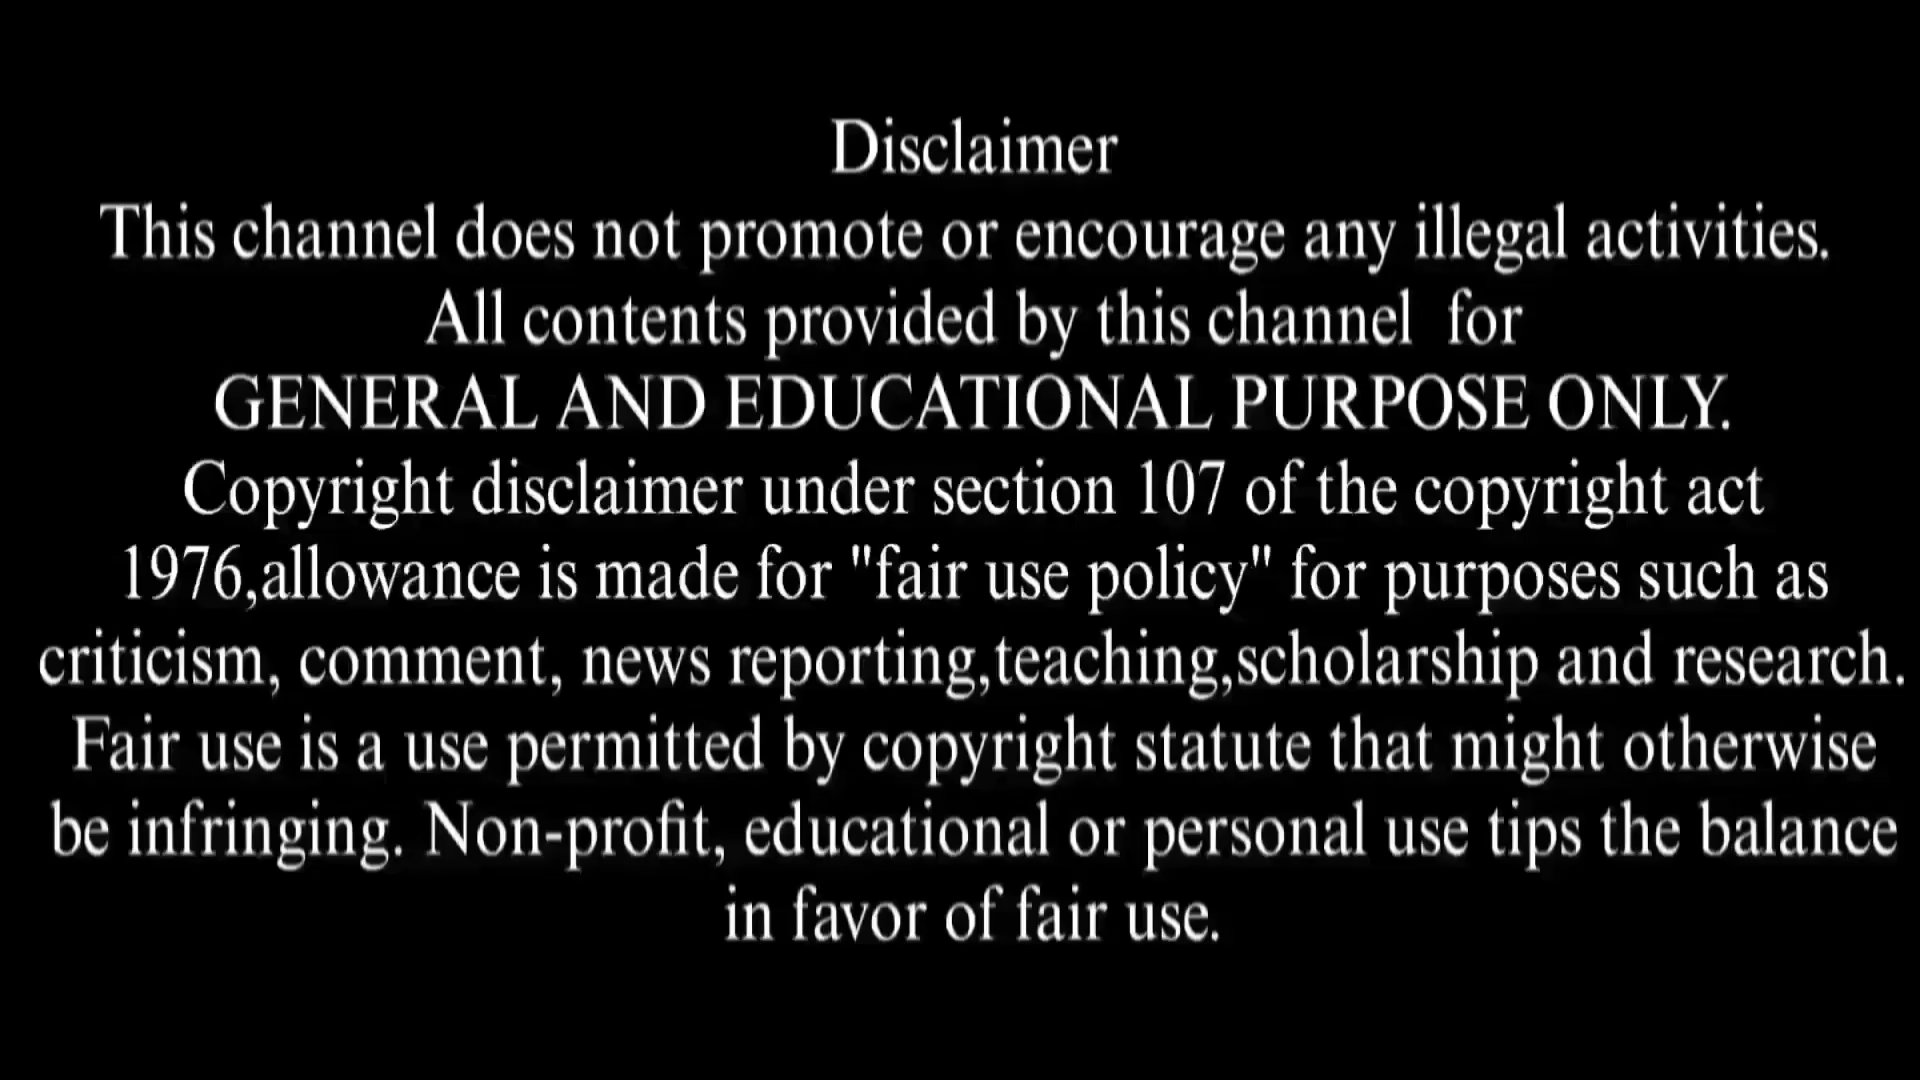 Disclaimer
This channel does not promote or encourage any illegal activities.
All contents provided by this channel  for
GENERAL AND EDUCATIONAL PURPOSE ONLY.
Copyright disclaimer under section 107 of the copyright act
1976,allowance is made for "fair use policy" for purposes such as
criticism, comment, news reporting,teaching,scholarship and research.
Fair use is a use permitted by copyright statute that might otherwise
be infringing. Non-profit, educational or personal use tips the balance
in favor of fair use.